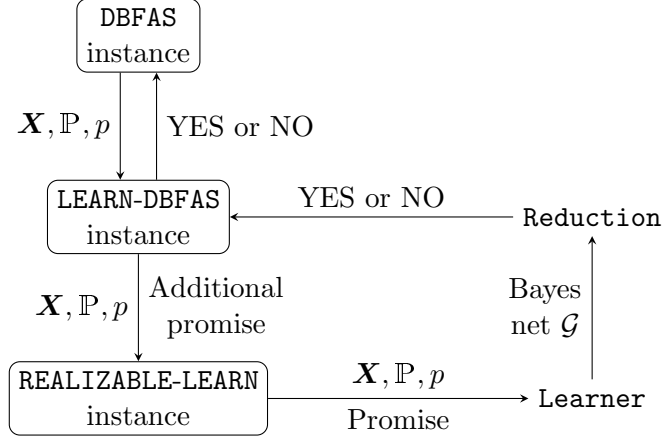 DBFAS
instance
𝑿, ℙ, p
YES or NO
LEARN-DBFAS
instance
YES or NO
Reduction
𝑿, ℙ, p
Additional
promise
Bayes
net 𝒢
REALIZABLE-LEARN
instance
𝑿, ℙ, p
Promise
Learner